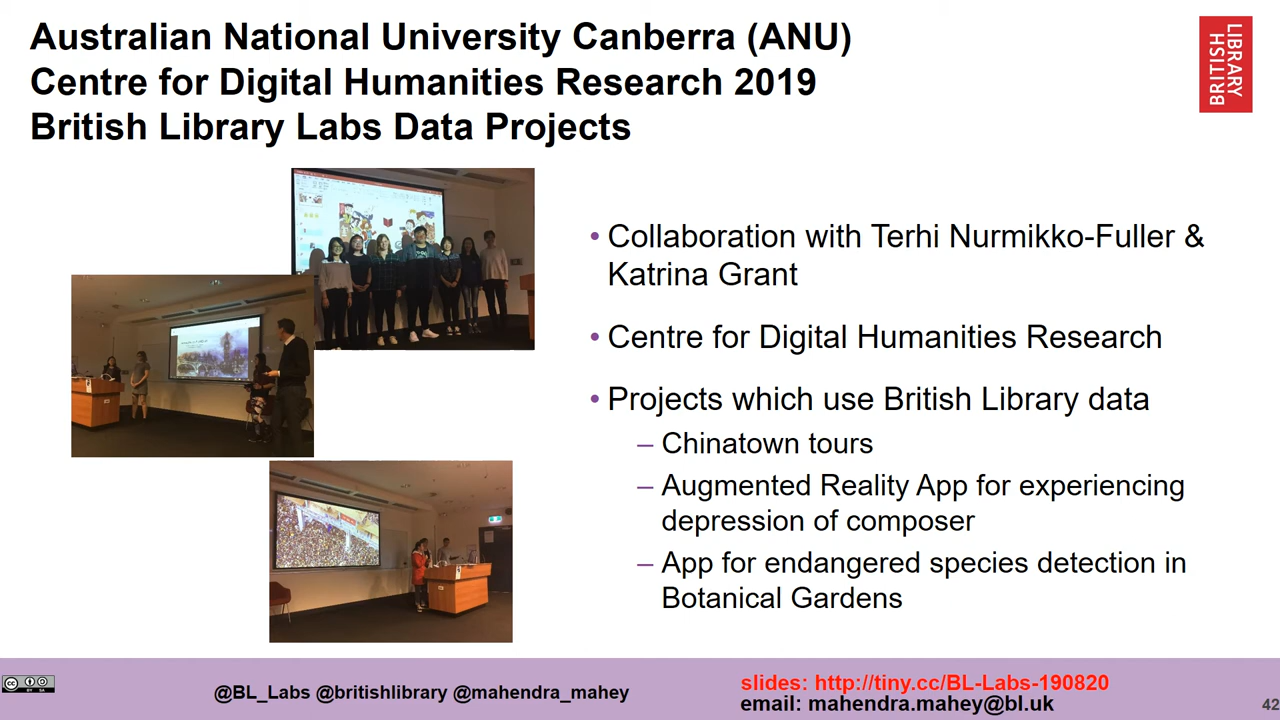 Australian National University Canberra (ANU)
Centre for Digital Humanities Research 2019
British Library Labs Data Projects
BRITISH
LIBRARY
• Collaboration with Terhi Nurmikko-Fuller &
Katrina Grant
• Centre for Digital Humanities Research
• Projects which use British Library data
– Chinatown tours
– Augmented Reality App for experiencing
depression of composer
– App for endangered species detection in
Botanical Gardens
cc
BY SA
@BL_Labs @britishlibrary @mahendra_mahey
slides: http://tiny.cc/BL-Labs-190820
email: mahendra.mahey@bl.uk
42